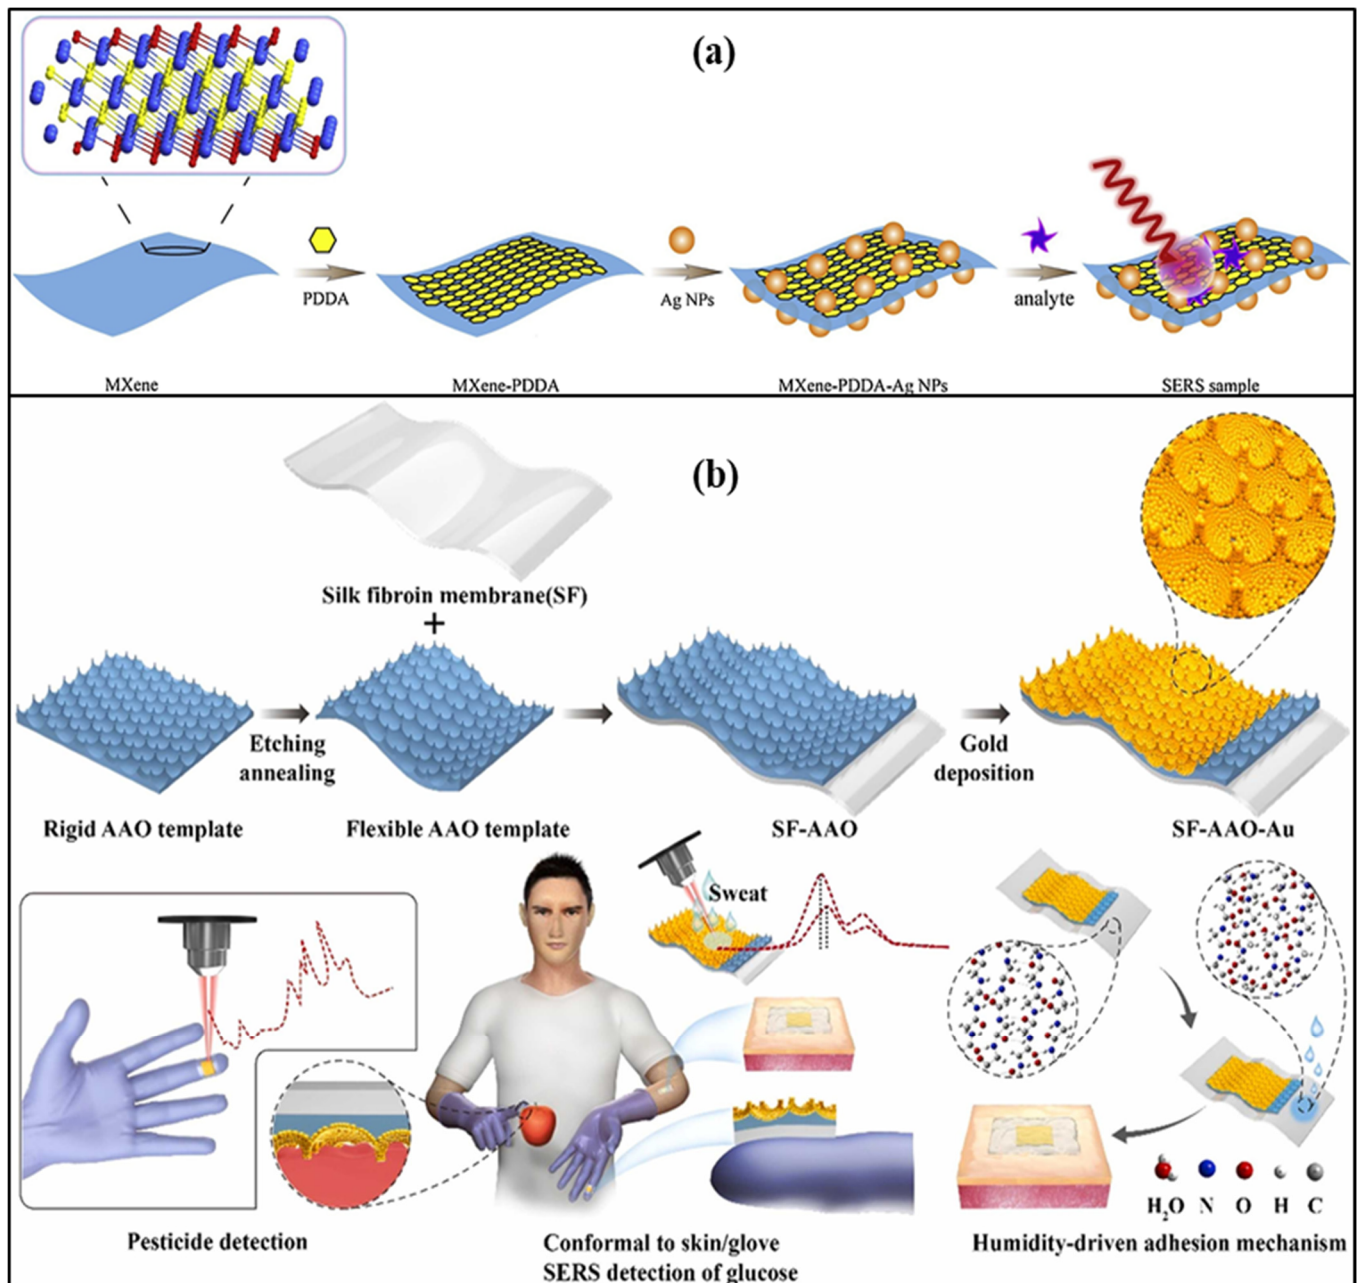 (a)
PDDA
Ag NPs
analyte
MXene
MXene-PDDA
MXene-PDDA-Ag NPs
SERS sample
(b)
Silk fibroin membrane(SF)
+
Etching
annealing
Gold
deposition
Rigid AAO template
Flexible AAO template
SF-AAO
SF-AAO-Au
Sweat
H₂O N O H C
Pesticide detection
Conformal to skin/glove
SERS detection of glucose
Humidity-driven adhesion mechanism